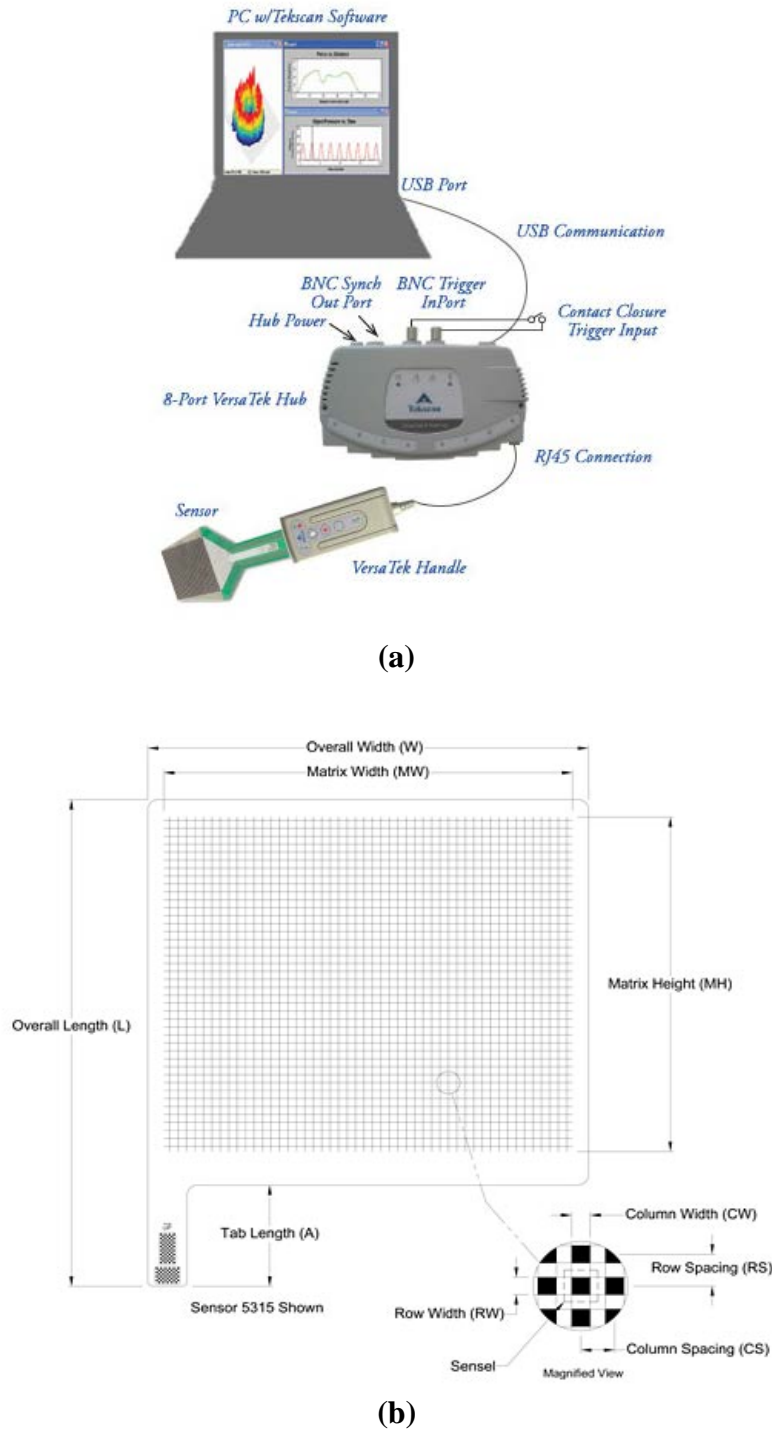 PC w/Tekscan Software
USB Port
USB Communication
BNC Synch
Out Port
BNC Trigger
InPort
Hub Power
Contact Closure
Trigger Input
8-Port VersaTek Hub
Tekscan
RJ45 Connection
Sensor
VersaTek Handle
(a)
Overall Width (W)
Matrix Width (MW)
Matrix Height (MH)
Overall Length (L)
Tab Length (A)
Column Width (CW)
Row Spacing (RS)
Sensor 5315 Shown
Row Width (RW)
Column Spacing (CS)
Sensel
Magnified View
(b)